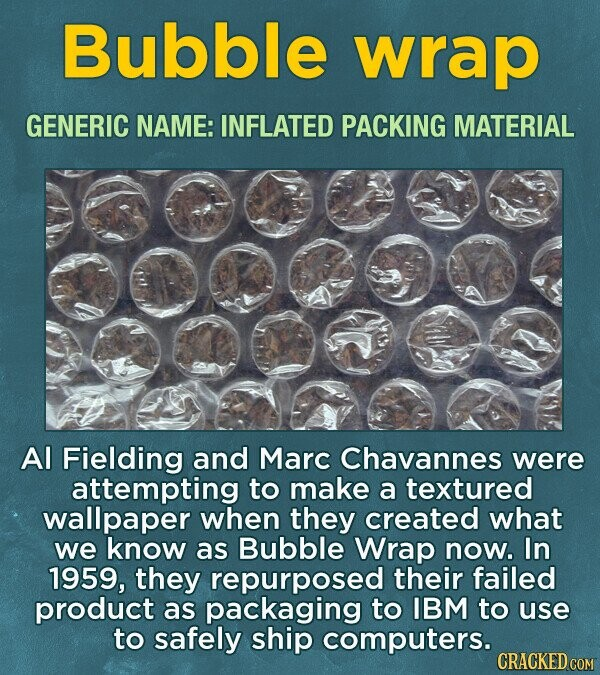 Bubble wrap
GENERIC NAME: INFLATED PACKING MATERIAL
Al Fielding and Marc Chavannes were
attempting to make a textured
wallpaper when they created what
we know as Bubble Wrap now. In
1959, they repurposed their failed
product as packaging to IBM to use
to safely ship computers.
CRACKED.COM